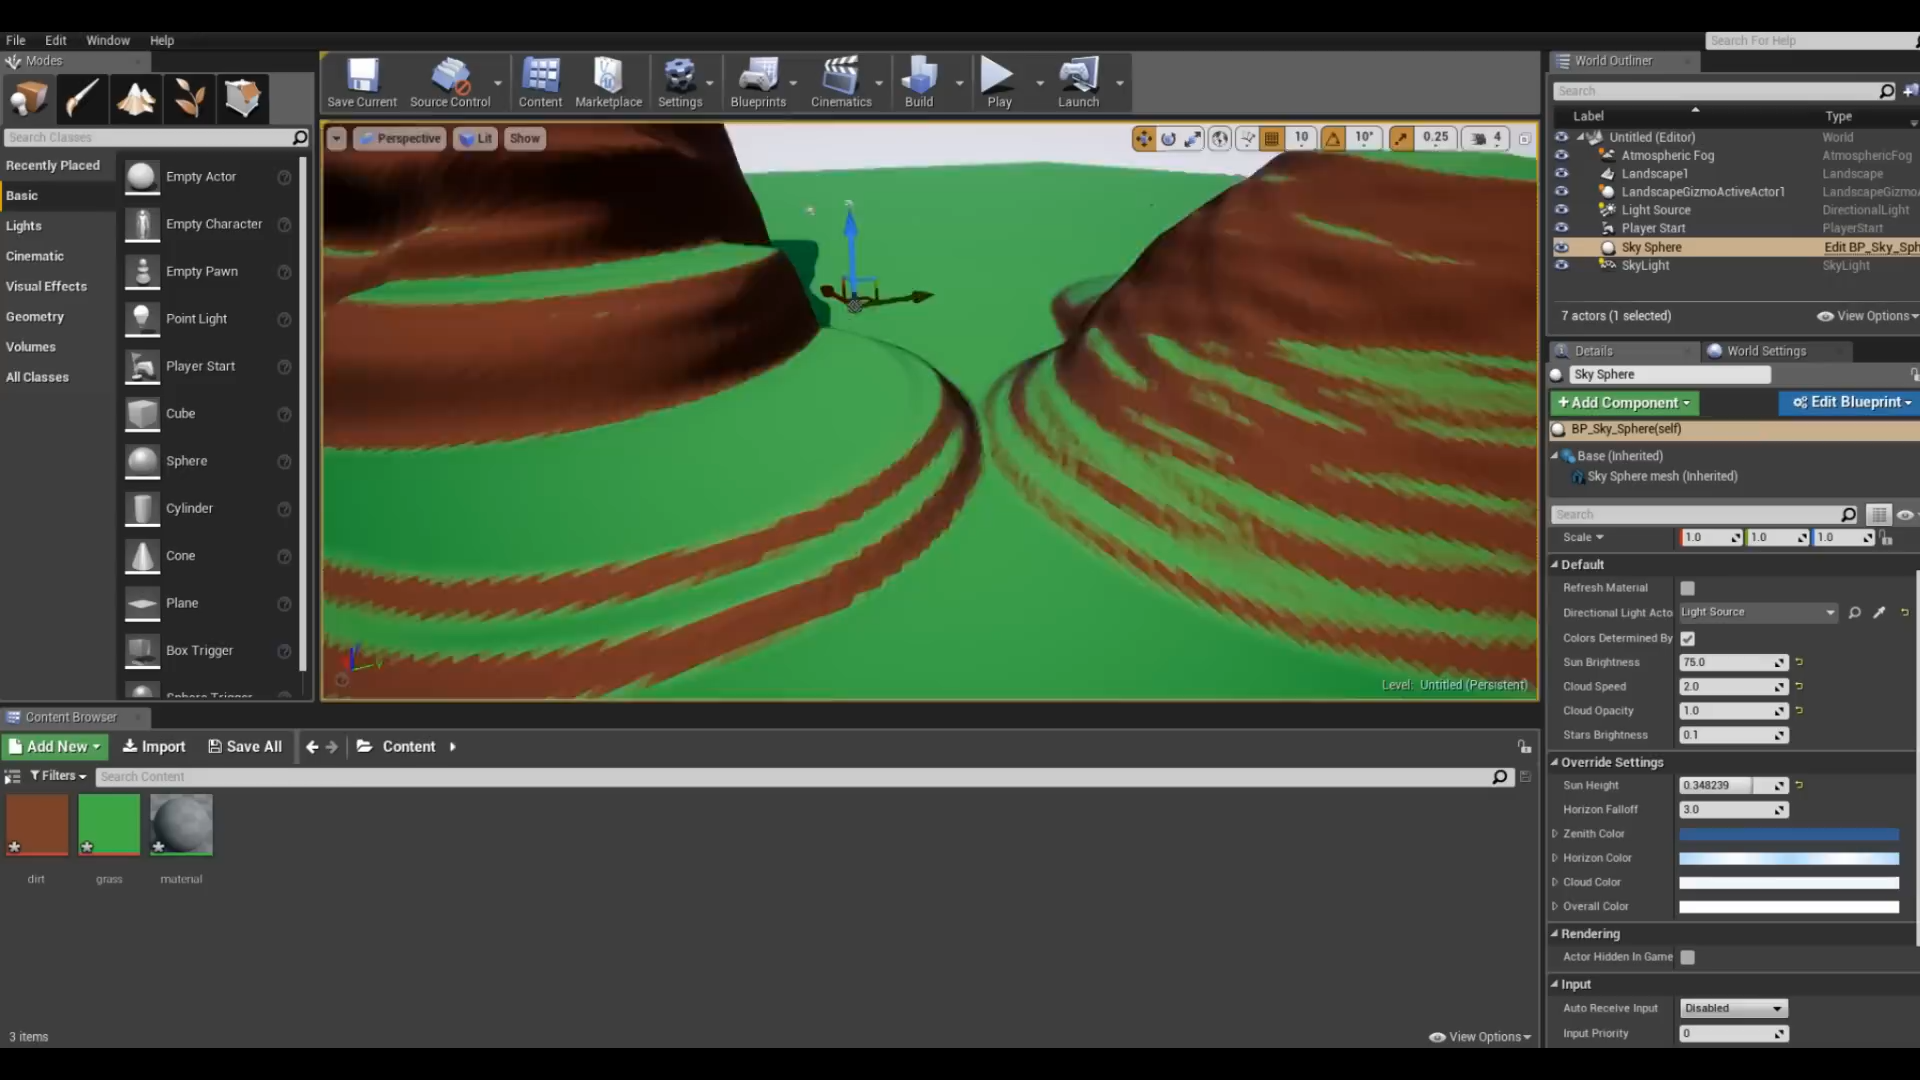 File Edit Window Help
Search For Help
Modes
World Outliner
Save Current Source Control Content Marketplace Settings Blueprints Cinematics Build Play Launch
Search
Label Type
Search Classes
Perspective Lit Show 10 10° 0.25 4
Untitled (Editor) World
Atmospheric Fog AtmosphericFog
Landscape1 Landscape
LandscapeGizmoActiveActor1 LandscapeGizmo
Light Source DirectionalLight
Player Start PlayerStart
Sky Sphere Edit BP_Sky_Sph
SkyLight SkyLight
7 actors (1 selected) View Options
Recently Placed
Basic
Lights
Cinematic
Visual Effects
Geometry
Volumes
All Classes
Empty Actor
Empty Character
Empty Pawn
Point Light
Player Start
Cube
Sphere
Cylinder
Cone
Plane
Box Trigger
Sphere Trigger
Level: Untitled (Persistent)
Details World Settings
Sky Sphere
+Add Component Edit Blueprint
BP_Sky_Sphere(self)
Base (Inherited)
Sky Sphere mesh (Inherited)
Search
Scale 1.0 1.0 1.0
Default
Refresh Material
Directional Light Acto Light Source
Colors Determined By
Sun Brightness 75.0
Cloud Speed 2.0
Cloud Opacity 1.0
Stars Brightness 0.1
Override Settings
Sun Height 0.348239
Horizon Falloff 3.0
Zenith Color
Horizon Color
Cloud Color
Overall Color
Rendering
Actor Hidden In Game
Input
Auto Receive Input Disabled
Input Priority 0
Content Browser
Add New Import Save All Content
Filters Search Content
dirt grass material
3 items View Options